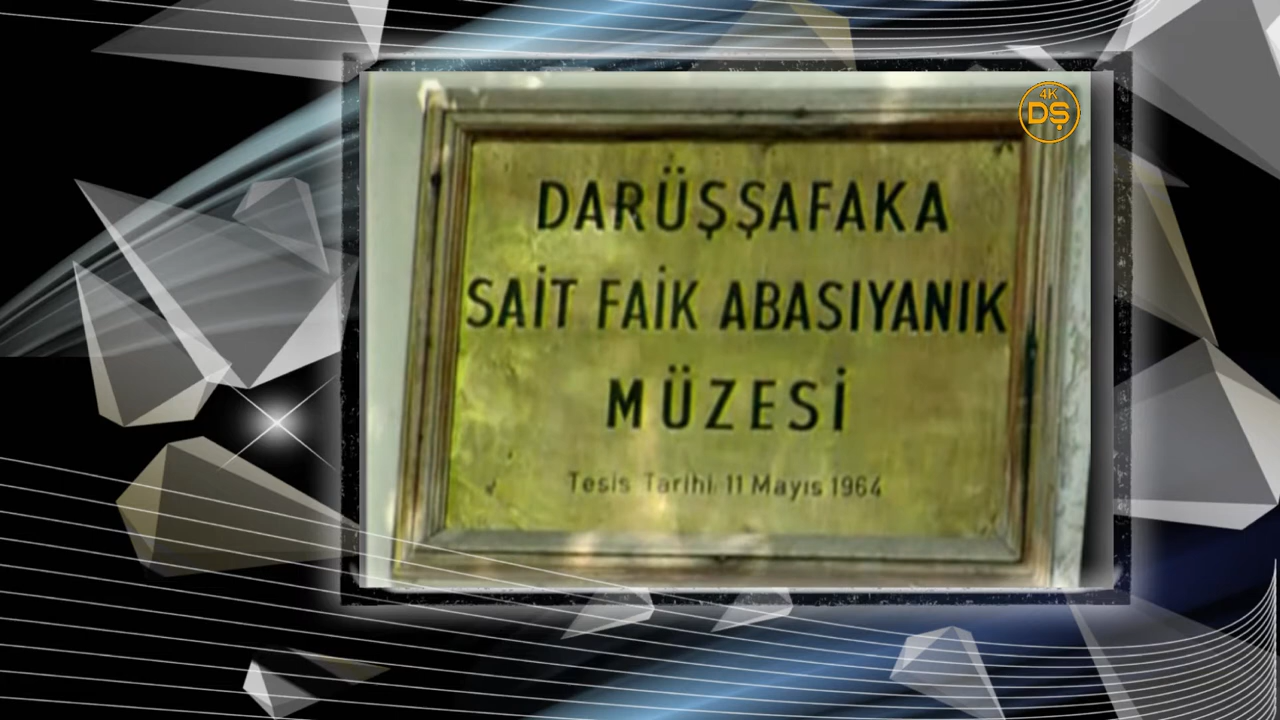 4K
DŞ
DARÜŞŞAFAKA
SAİT FAİK ABASIYANIK
MÜZESİ
Tesis Tarihi: 11 Mayıs 1964